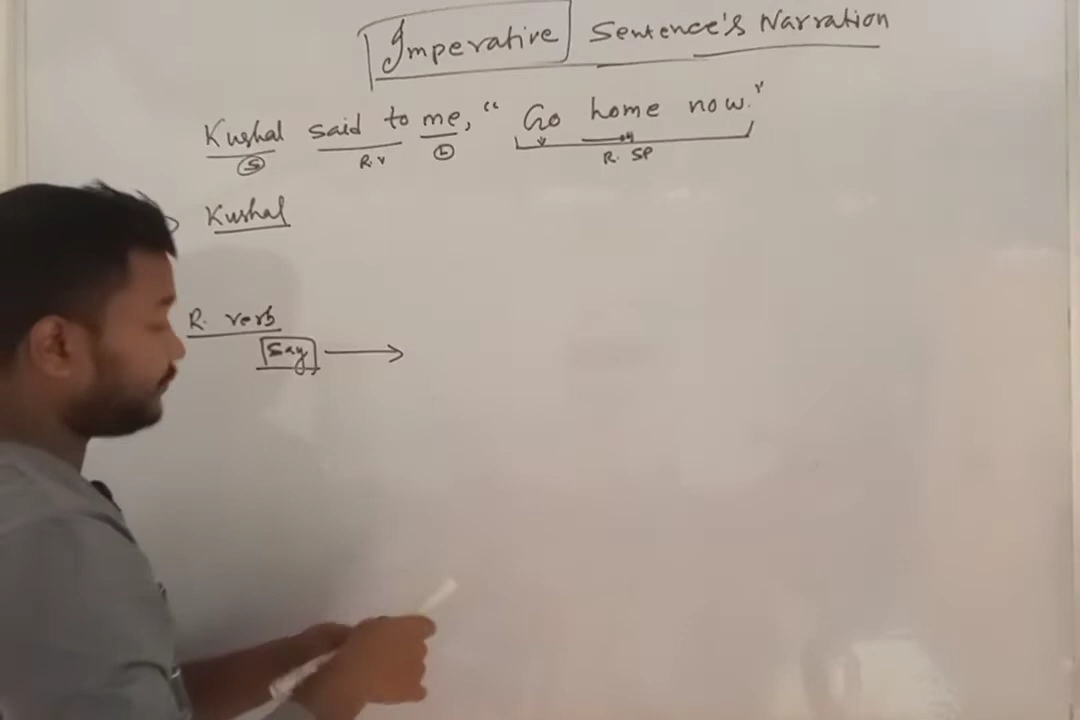 Imperative Sentence's Narration
Kushal said to me, "Go home now."
S R.v L R. SP
Kushal
R. verb
Say →